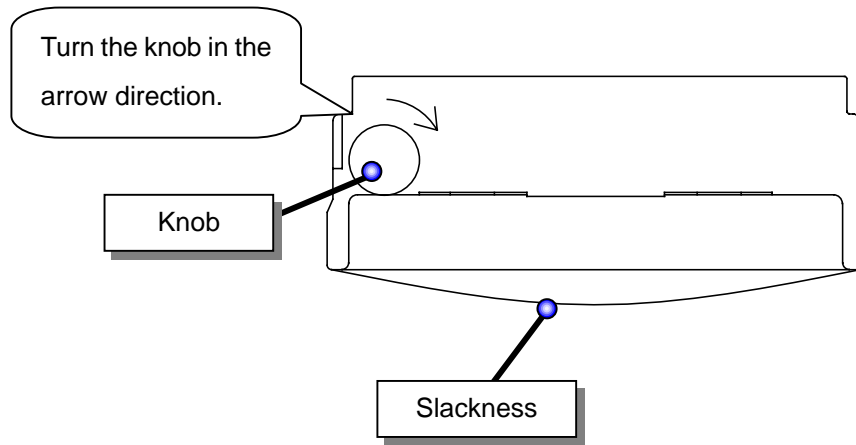 Turn the knob in the
arrow direction.
Knob
Slackness